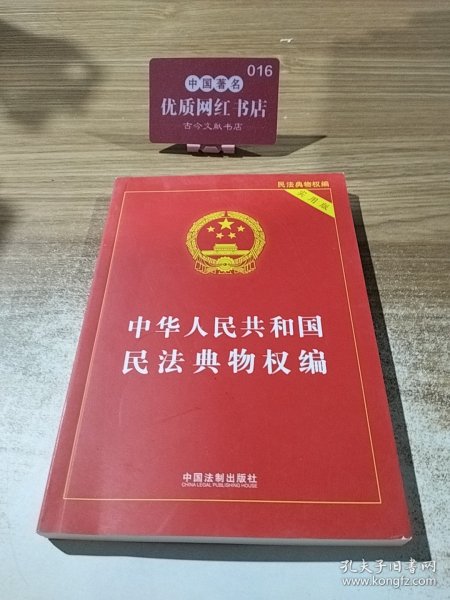 016
中国著名
优质网红书店
古今文献书店
民法典物权编
实用版
中华人民共和国
民法典物权编
中国法制出版社
CHINA LEGAL PUBLISHING HOUSE
孔夫子旧书网
www.kongfz.com